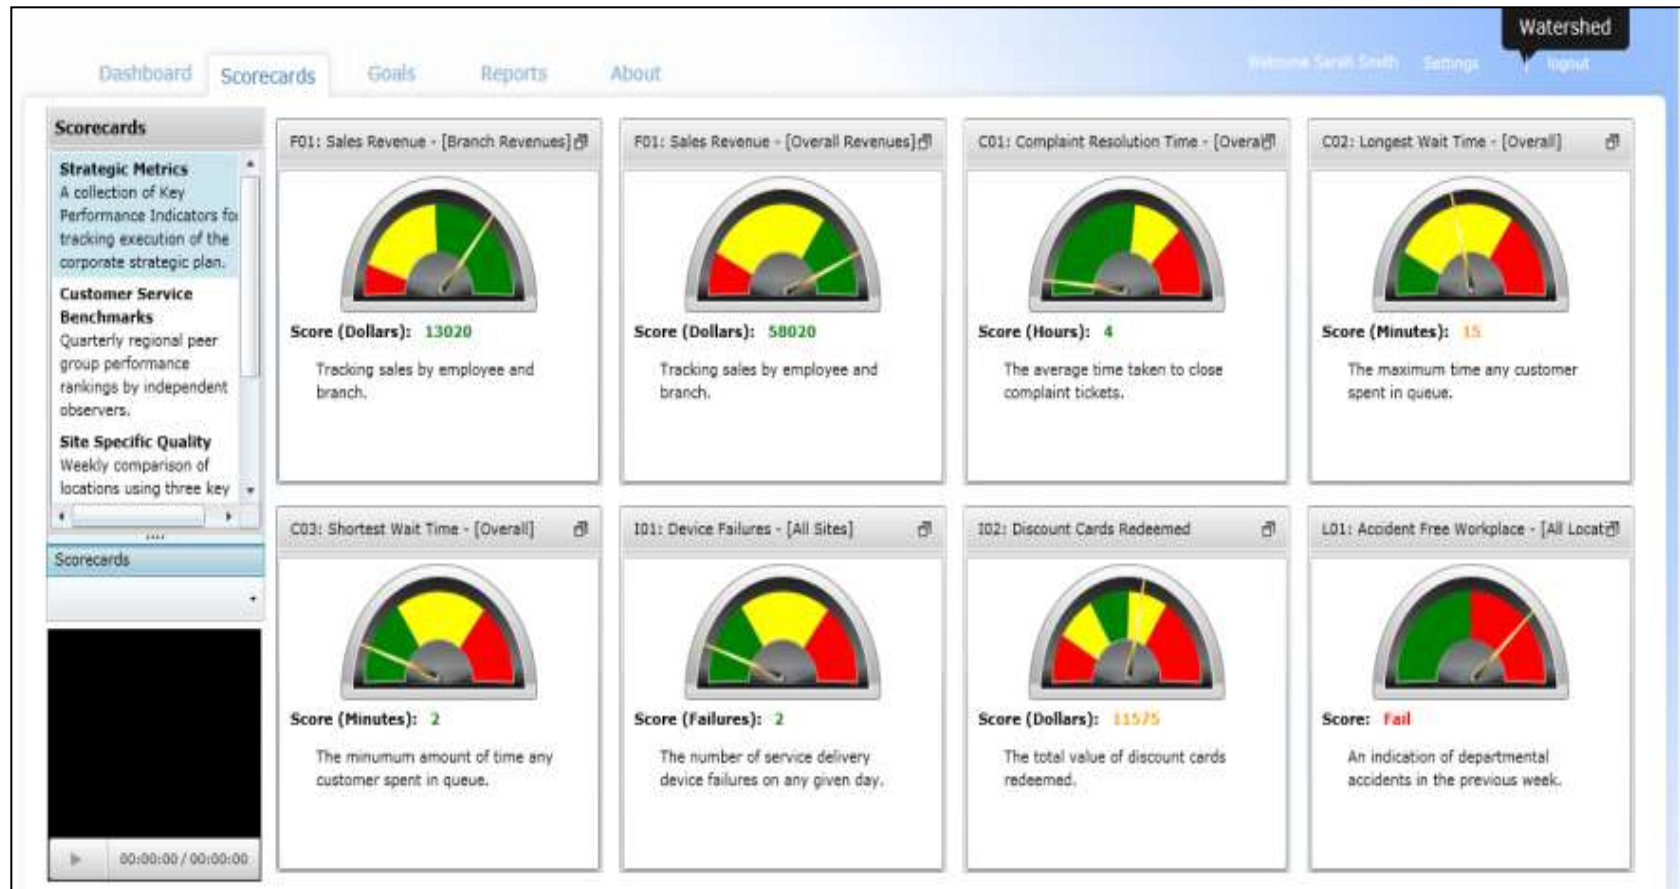 Watershed
Welcome Sarah Smith Settings logout
Dashboard Scorecards Goals Reports About
Scorecards
Strategic Metrics
A collection of Key
Performance Indicators for
tracking execution of the
corporate strategic plan.
Customer Service
Benchmarks
Quarterly regional peer
group performance
rankings by independent
observers.
Site Specific Quality
Weekly comparison of
locations using three key
Scorecards
00:00:00 / 00:00:00
F01: Sales Revenue - [Branch Revenues]
Score (Dollars): 13020
Tracking sales by employee and
branch.
F01: Sales Revenue - [Overall Revenues]
Score (Dollars): 58020
Tracking sales by employee and
branch.
C01: Complaint Resolution Time - [Overal
Score (Hours): 4
The average time taken to close
complaint tickets.
C02: Longest Wait Time - [Overall]
Score (Minutes): 15
The maximum time any customer
spent in queue.
C03: Shortest Wait Time - [Overall]
Score (Minutes): 2
The minumum amount of time any
customer spent in queue.
I01: Device Failures - [All Sites]
Score (Failures): 2
The number of service delivery
device failures on any given day.
I02: Discount Cards Redeemed
Score (Dollars): 11575
The total value of discount cards
redeemed.
L01: Accident Free Workplace - [All Locat
Score: Fail
An indication of departmental
accidents in the previous week.